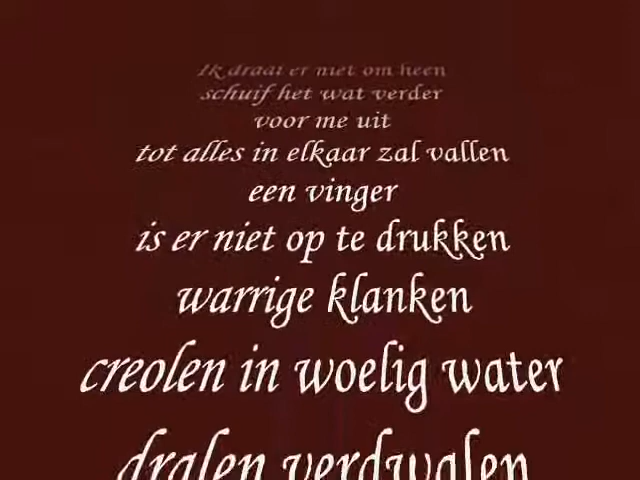 Ik draai er niet om heen
schuif het wat verder
voor me uit
tot alles in elkaar zal vallen
een vinger
is er niet op te drukken
warrige klanken
creolen in woelig water
dralen verdwalen